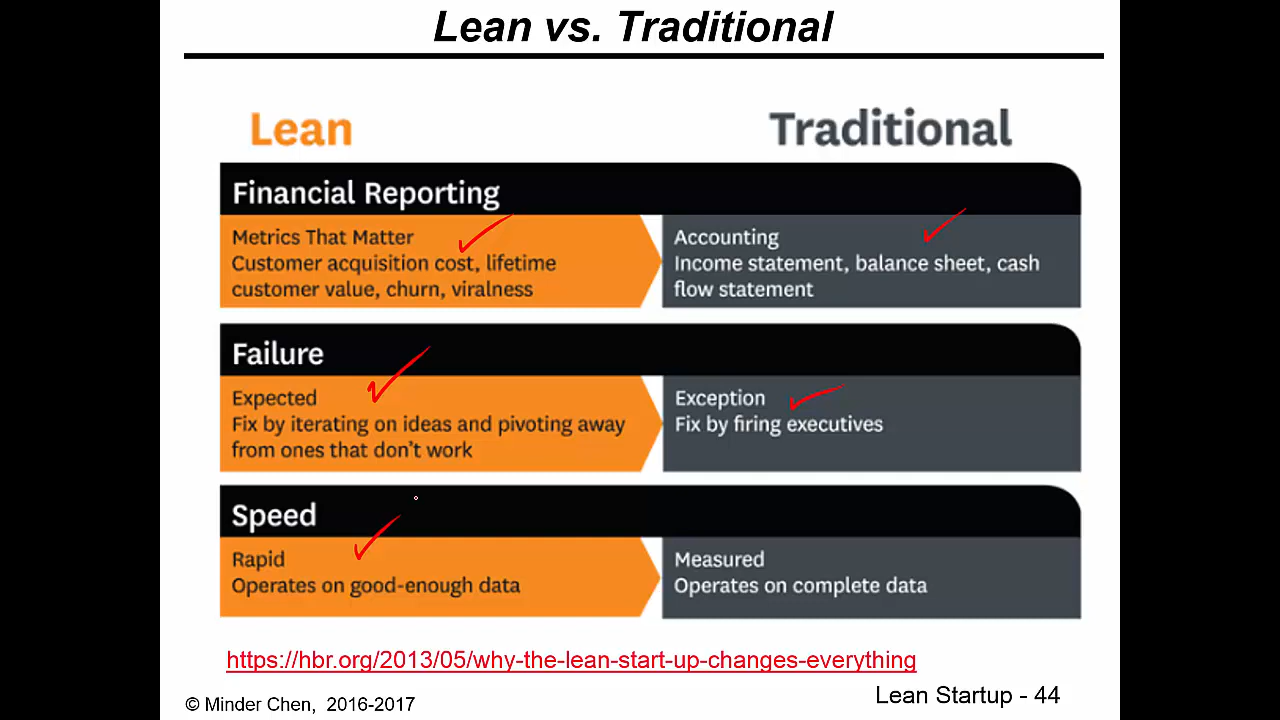 Lean vs. Traditional
Lean
Traditional
Financial Reporting
Metrics That Matter
Customer acquisition cost, lifetime
customer value, churn, viralness
Accounting
Income statement, balance sheet, cash
flow statement
Failure
Expected
Fix by iterating on ideas and pivoting away
from ones that don't work
Exception
Fix by firing executives
Speed
Rapid
Operates on good-enough data
Measured
Operates on complete data
https://hbr.org/2013/05/why-the-lean-start-up-changes-everything
© Minder Chen, 2016-2017
Lean Startup - 44